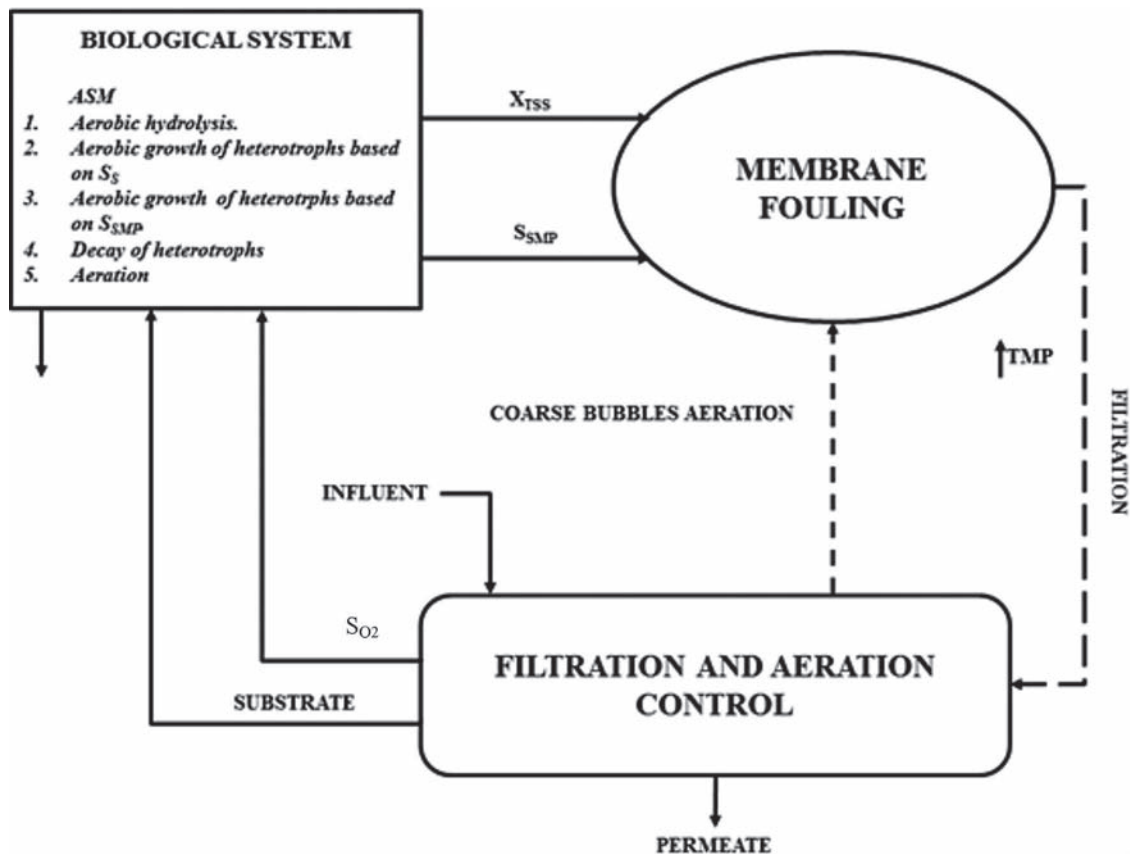 BIOLOGICAL SYSTEM
ASM
1. Aerobic hydrolysis.
2. Aerobic growth of heterotrophs based
on SS
3. Aerobic growth of heterotrphs based
on SSMP
4. Decay of heterotrophs
5. Aeration
XTSS
SSMP
MEMBRANE
FOULING
TMP
COARSE BUBBLES AERATION
FILTRATION
INFLUENT
SO2
SUBSTRATE
FILTRATION AND AERATION
CONTROL
PERMEATE